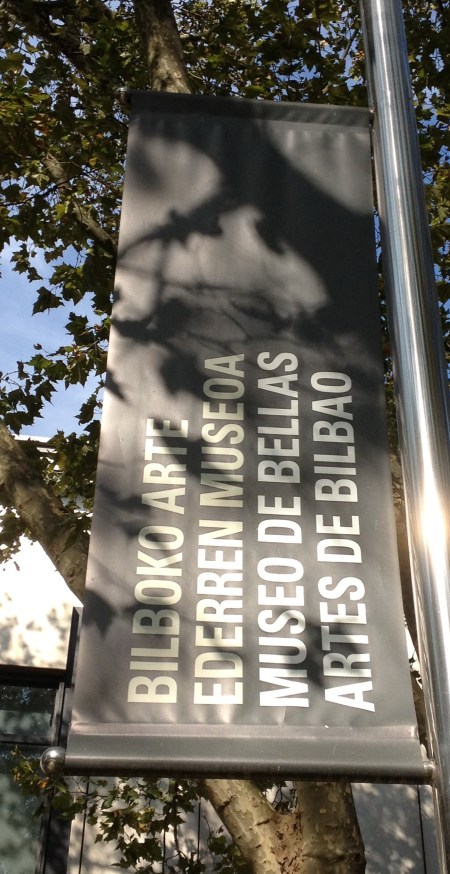 BILBOKO ARTE
EDERREN MUSEOA
MUSEO DE BELLAS
ARTES DE BILBAO